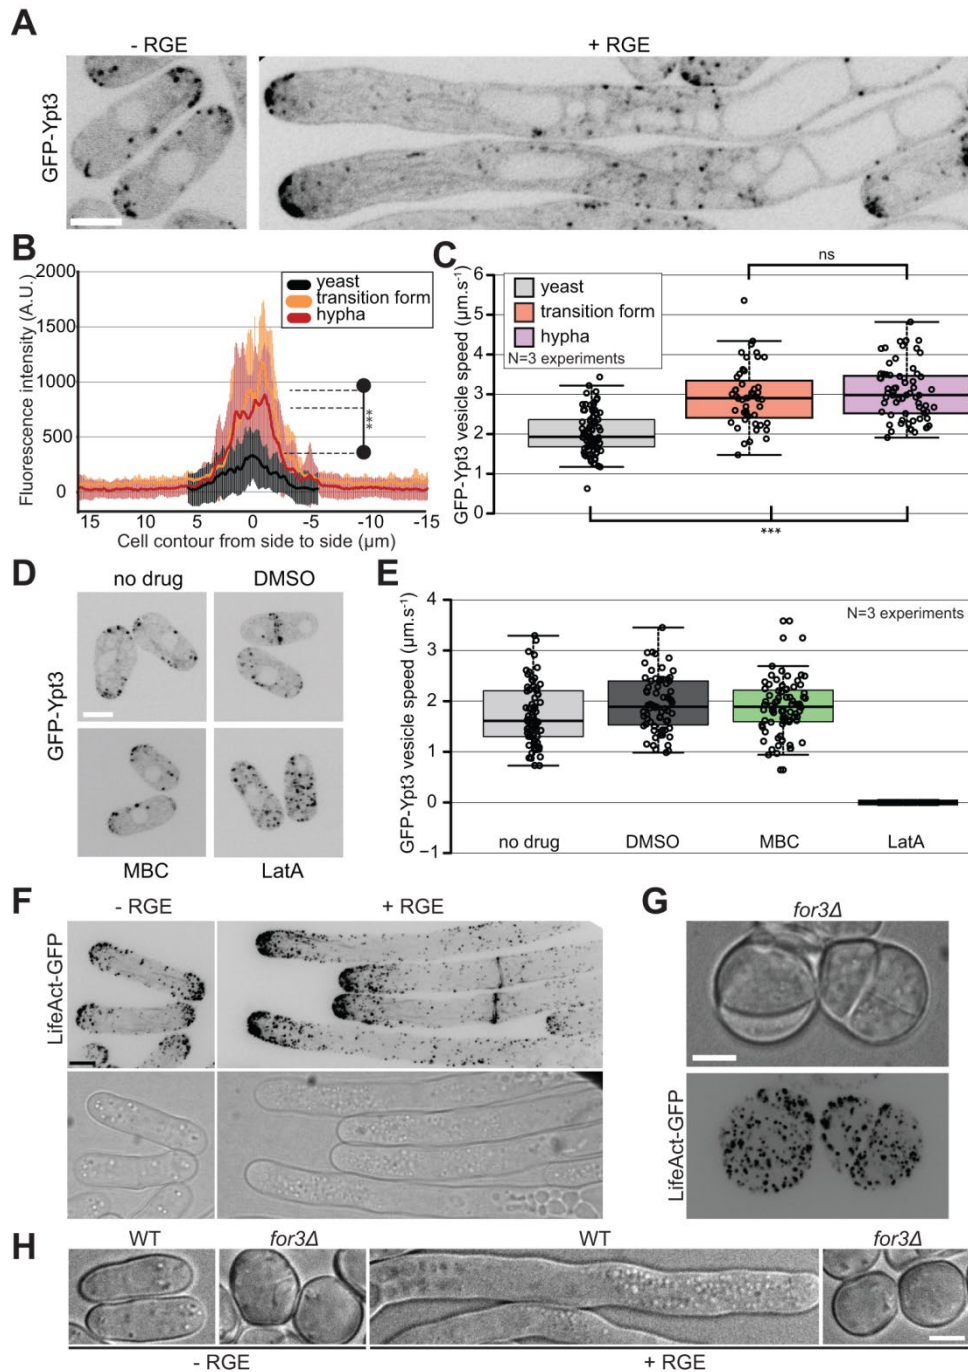 A
- RGE
+ RGE
GFP-Ypt3
B
Fluorescence intensity (A.U.)
2000
1500
1000
500
0
yeast
transition form
hypha
***
15 10 5 0 -5 -10 -15
Cell contour from side to side (µm)
C
GFP-Ypt3 vesicle speed (µm.s⁻¹)
6
5
4
3
2
1
0
yeast
transition form
hypha
N=3 experiments
ns
***
D
no drug
DMSO
GFP-Ypt3
MBC
LatA
E
GFP-Ypt3 vesicle speed (µm.s⁻¹)
4
3
2
1
0
−1
N=3 experiments
no drug
DMSO
MBC
LatA
F
- RGE
+ RGE
LifeAct-GFP
G
for3Δ
LifeAct-GFP
H
WT
for3Δ
WT
for3Δ
- RGE
+ RGE